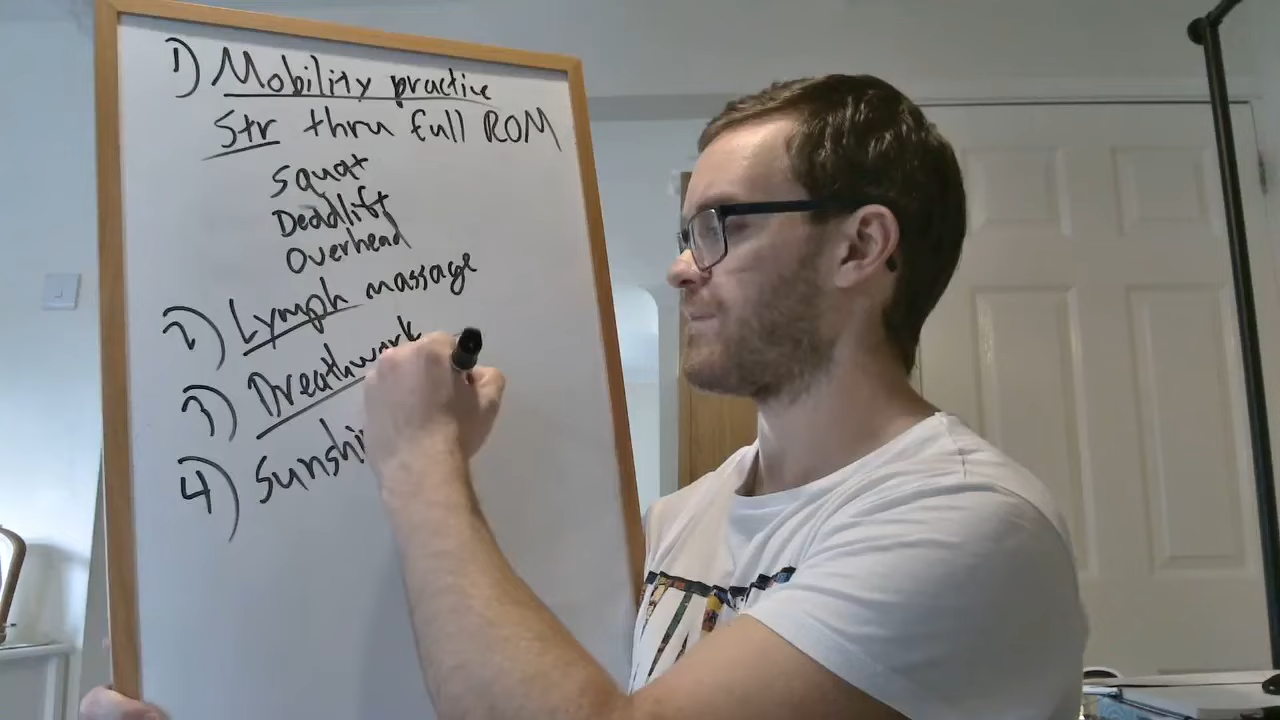 1) Mobility practice
Str thru full ROM
Squat
Deadlift
Overhead
2) Lymph massage
3) Breathwork
4) Sunshi